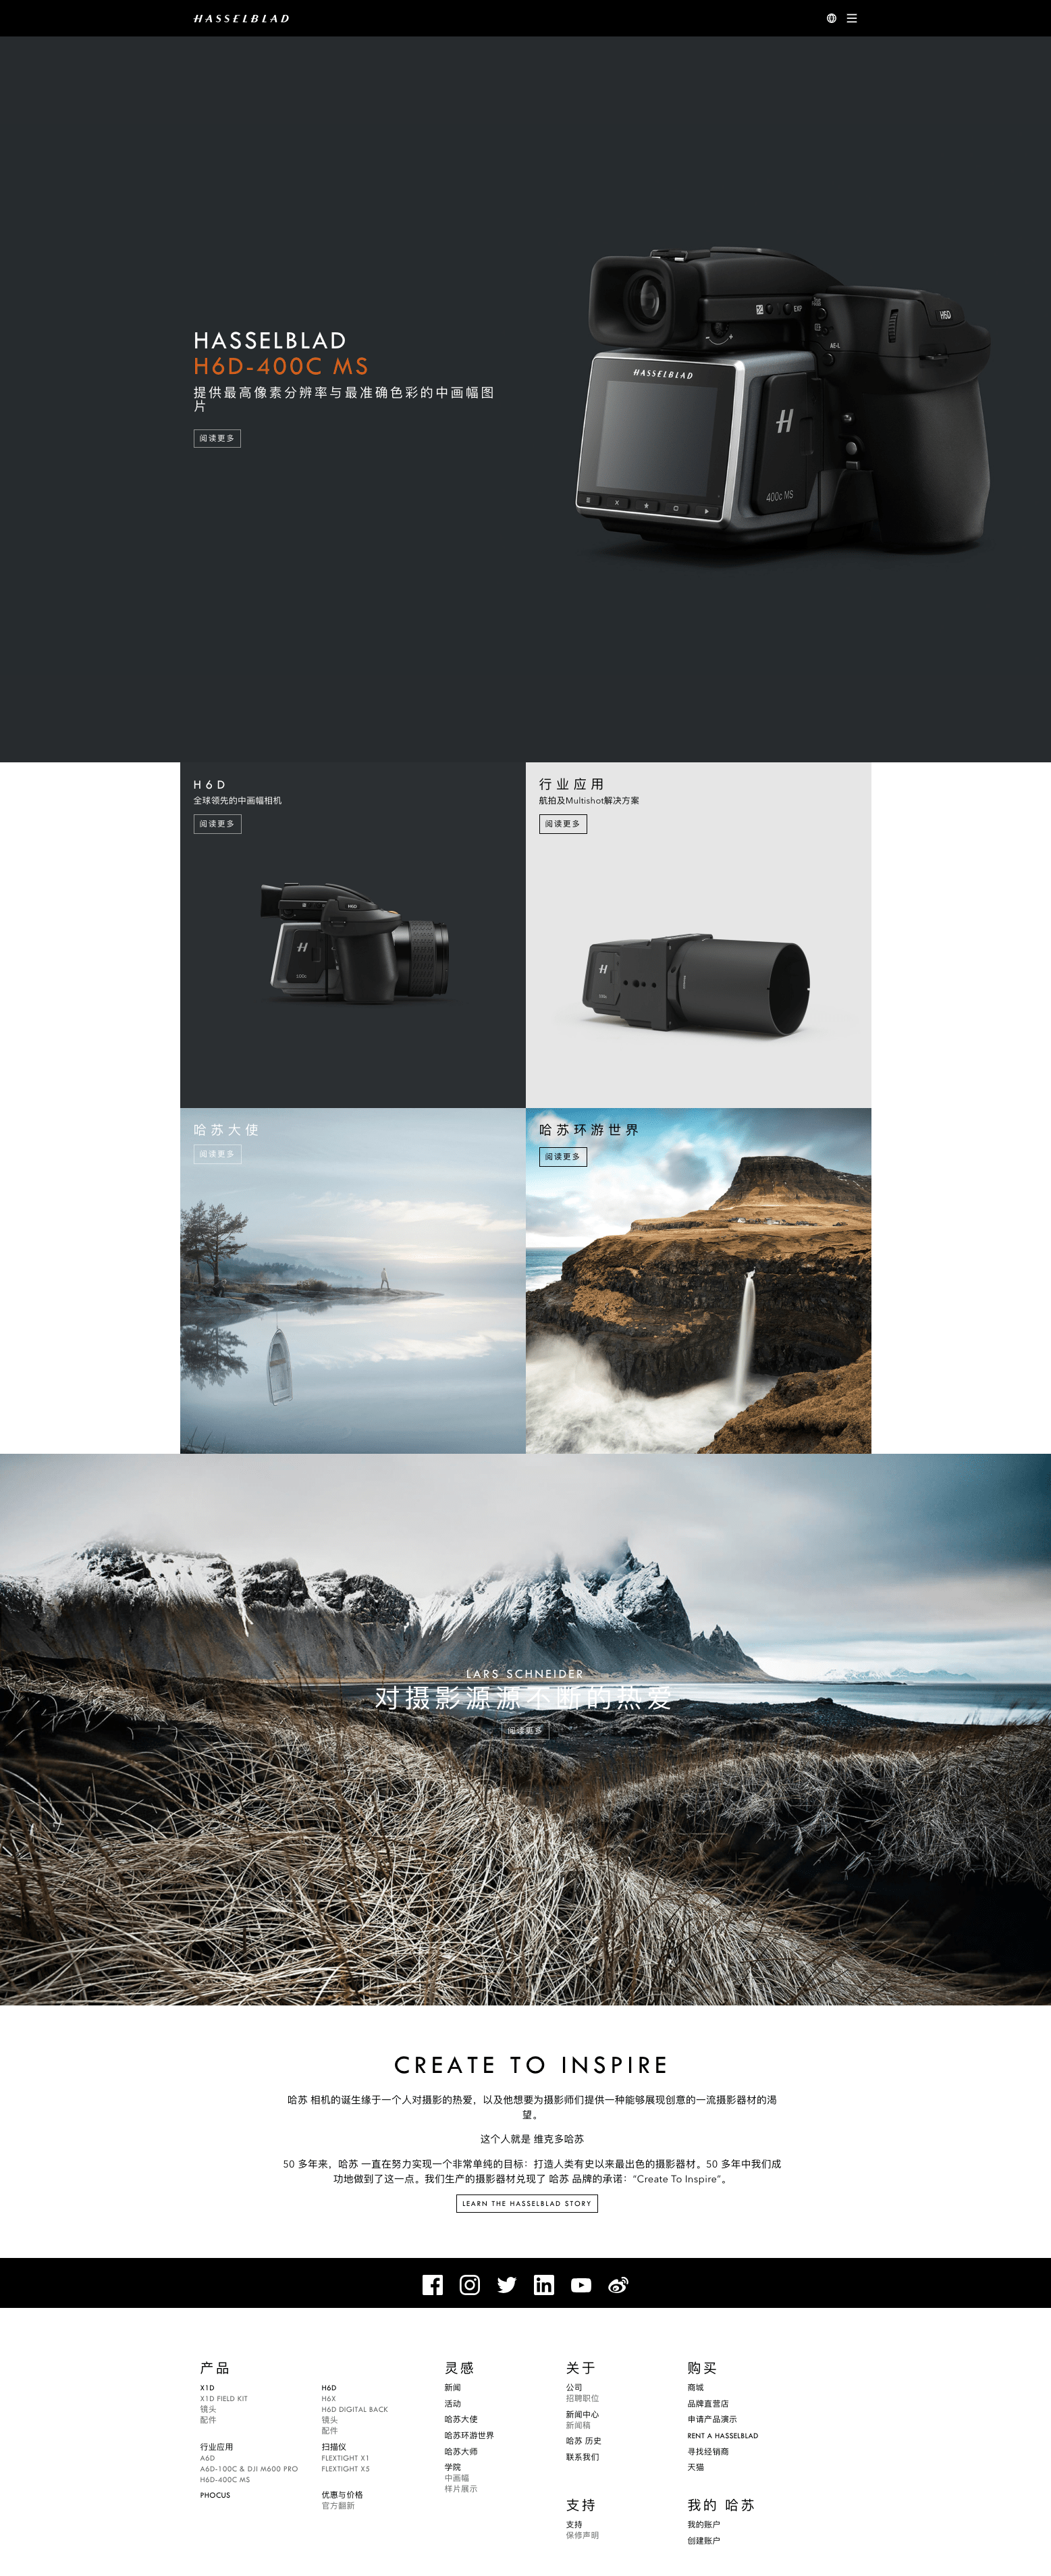 HASSELBLAD
HASSELBLAD
H6D-400C MS
提供最高像素分辨率与最准确色彩的中画幅图
片
阅读更多
EXP
AE-L
H6D
HASSELBLAD
H
400c MS
H6D
全球领先的中画幅相机
阅读更多
H6D
H
100c
行业应用
航拍及Multishot解决方案
阅读更多
H
哈苏大使
阅读更多
哈苏环游世界
阅读更多
LARS SCHNEIDER
对摄影源源不断的热爱
阅读更多
CREATE TO INSPIRE
哈苏 相机的诞生缘于一个人对摄影的热爱，以及他想要为摄影师们提供一种能够展现创意的一流摄影器材的渴
望。
这个人就是 维克多哈苏
50 多年来，哈苏 一直在努力实现一个非常单纯的目标：打造人类有史以来最出色的摄影器材。50 多年中我们成
功地做到了这一点。我们生产的摄影器材兑现了 哈苏 品牌的承诺：“Create To Inspire”。
LEARN THE HASSELBLAD STORY
产品
X1D
X1D FIELD KIT
镜头
配件
行业应用
A6D
A6D-100C & DJI M600 PRO
H6D-400C MS
PHOCUS
H6D
H6X
H6D DIGITAL BACK
镜头
配件
扫描仪
FLEXTIGHT X1
FLEXTIGHT X5
优惠与价格
官方翻新
灵感
新闻
活动
哈苏大使
哈苏环游世界
哈苏大师
学院
中画幅
样片展示
关于
公司
招聘职位
新闻中心
新闻稿
哈苏 历史
联系我们
支持
支持
保修声明
购买
商城
品牌直营店
申请产品演示
RENT A HASSELBLAD
寻找经销商
天猫
我的 哈苏
我的账户
创建账户